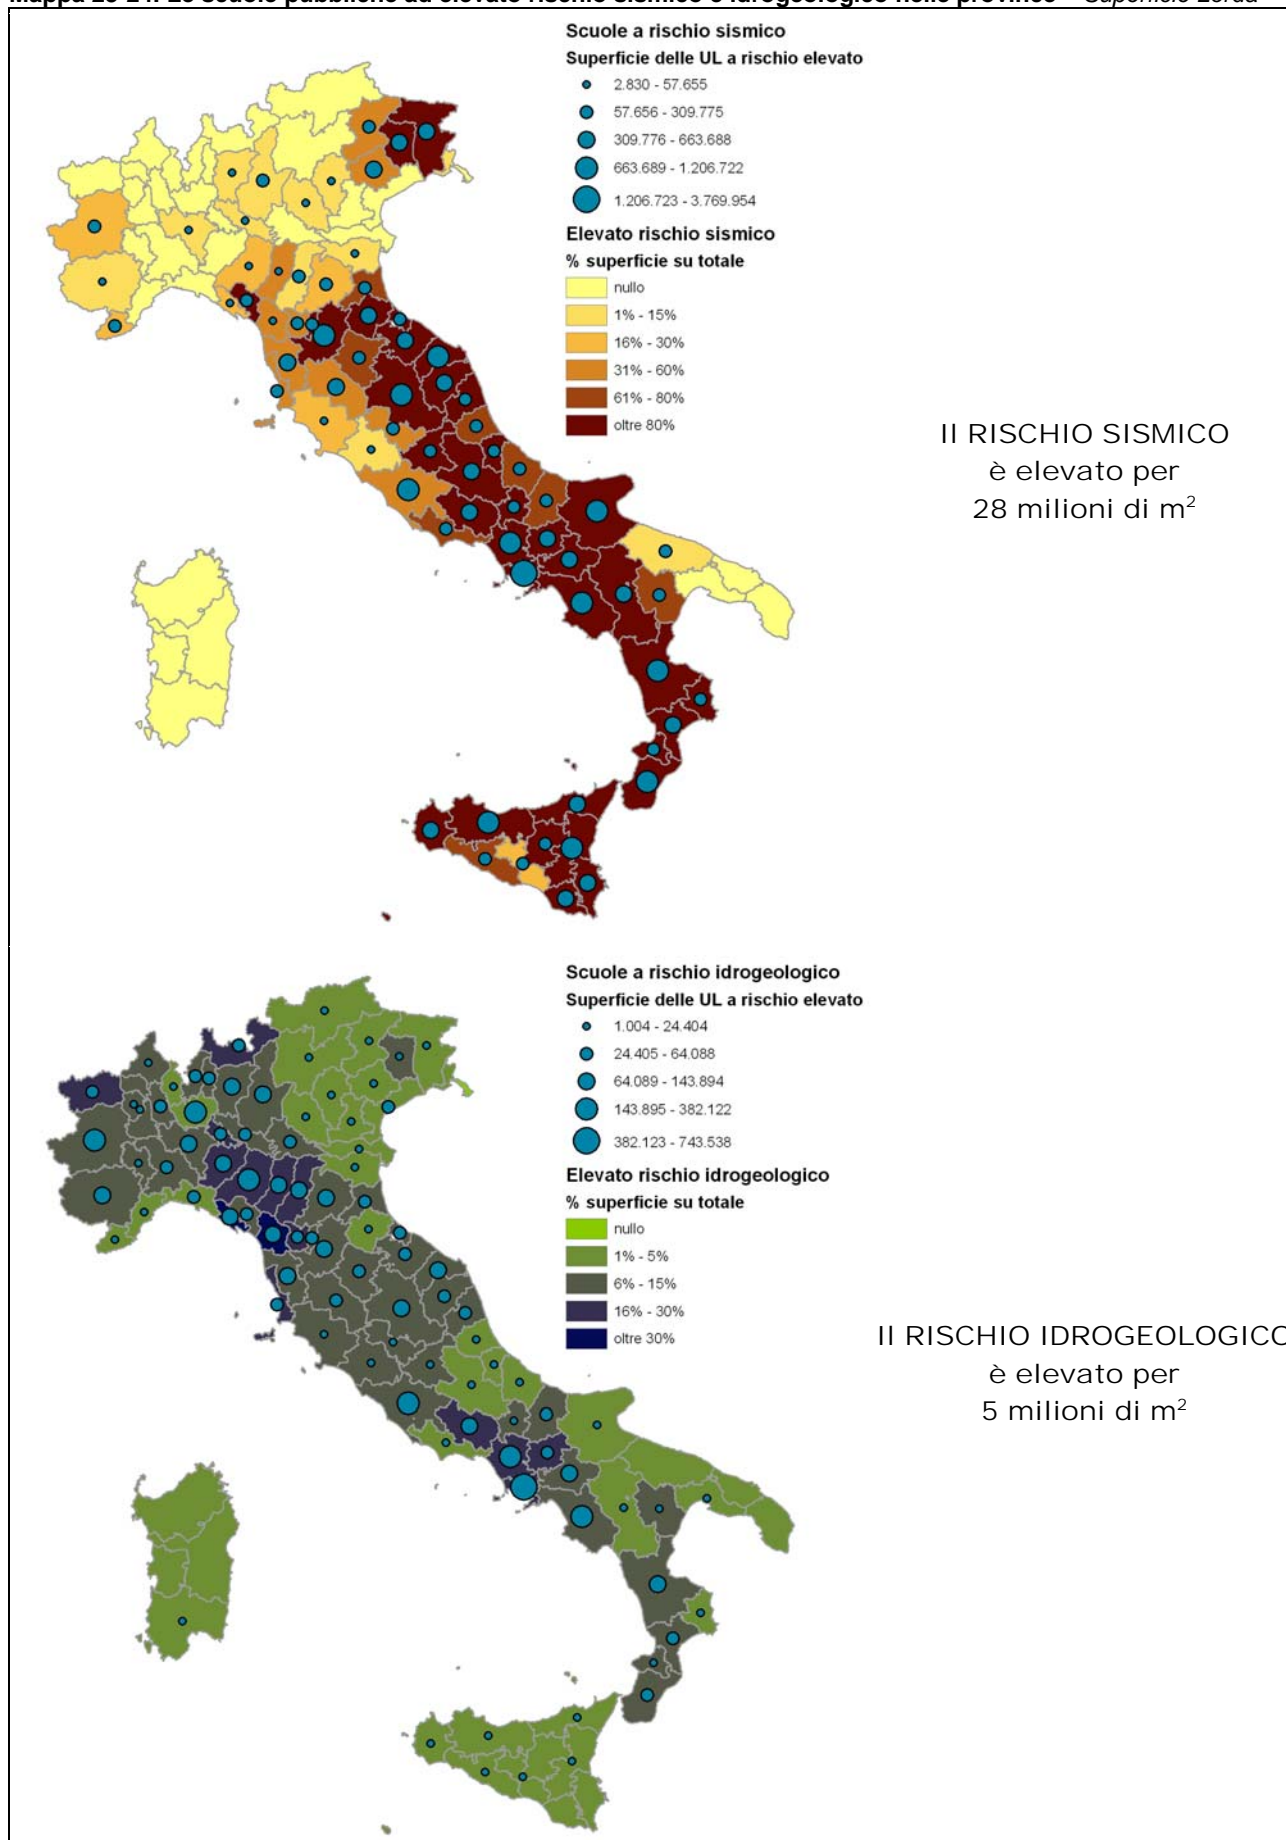 Scuole a rischio sismico
Superficie delle UL a rischio elevato
2.830 - 57.655
57.656 - 309.775
309.776 - 663.688
663.689 - 1.206.722
1.206.723 - 3.769.954
Elevato rischio sismico
% superficie su totale
nullo
1% - 15%
16% - 30%
31% - 60%
61% - 80%
oltre 80%
Il RISCHIO SISMICO
è elevato per
28 milioni di m²
Scuole a rischio idrogeologico
Superficie delle UL a rischio elevato
1.004 - 24.404
24.405 - 64.088
64.089 - 143.894
143.895 - 382.122
382.123 - 743.538
Elevato rischio idrogeologico
% superficie su totale
nullo
1% - 5%
6% - 15%
16% - 30%
oltre 30%
Il RISCHIO IDROGEOLOGICO
è elevato per
5 milioni di m²